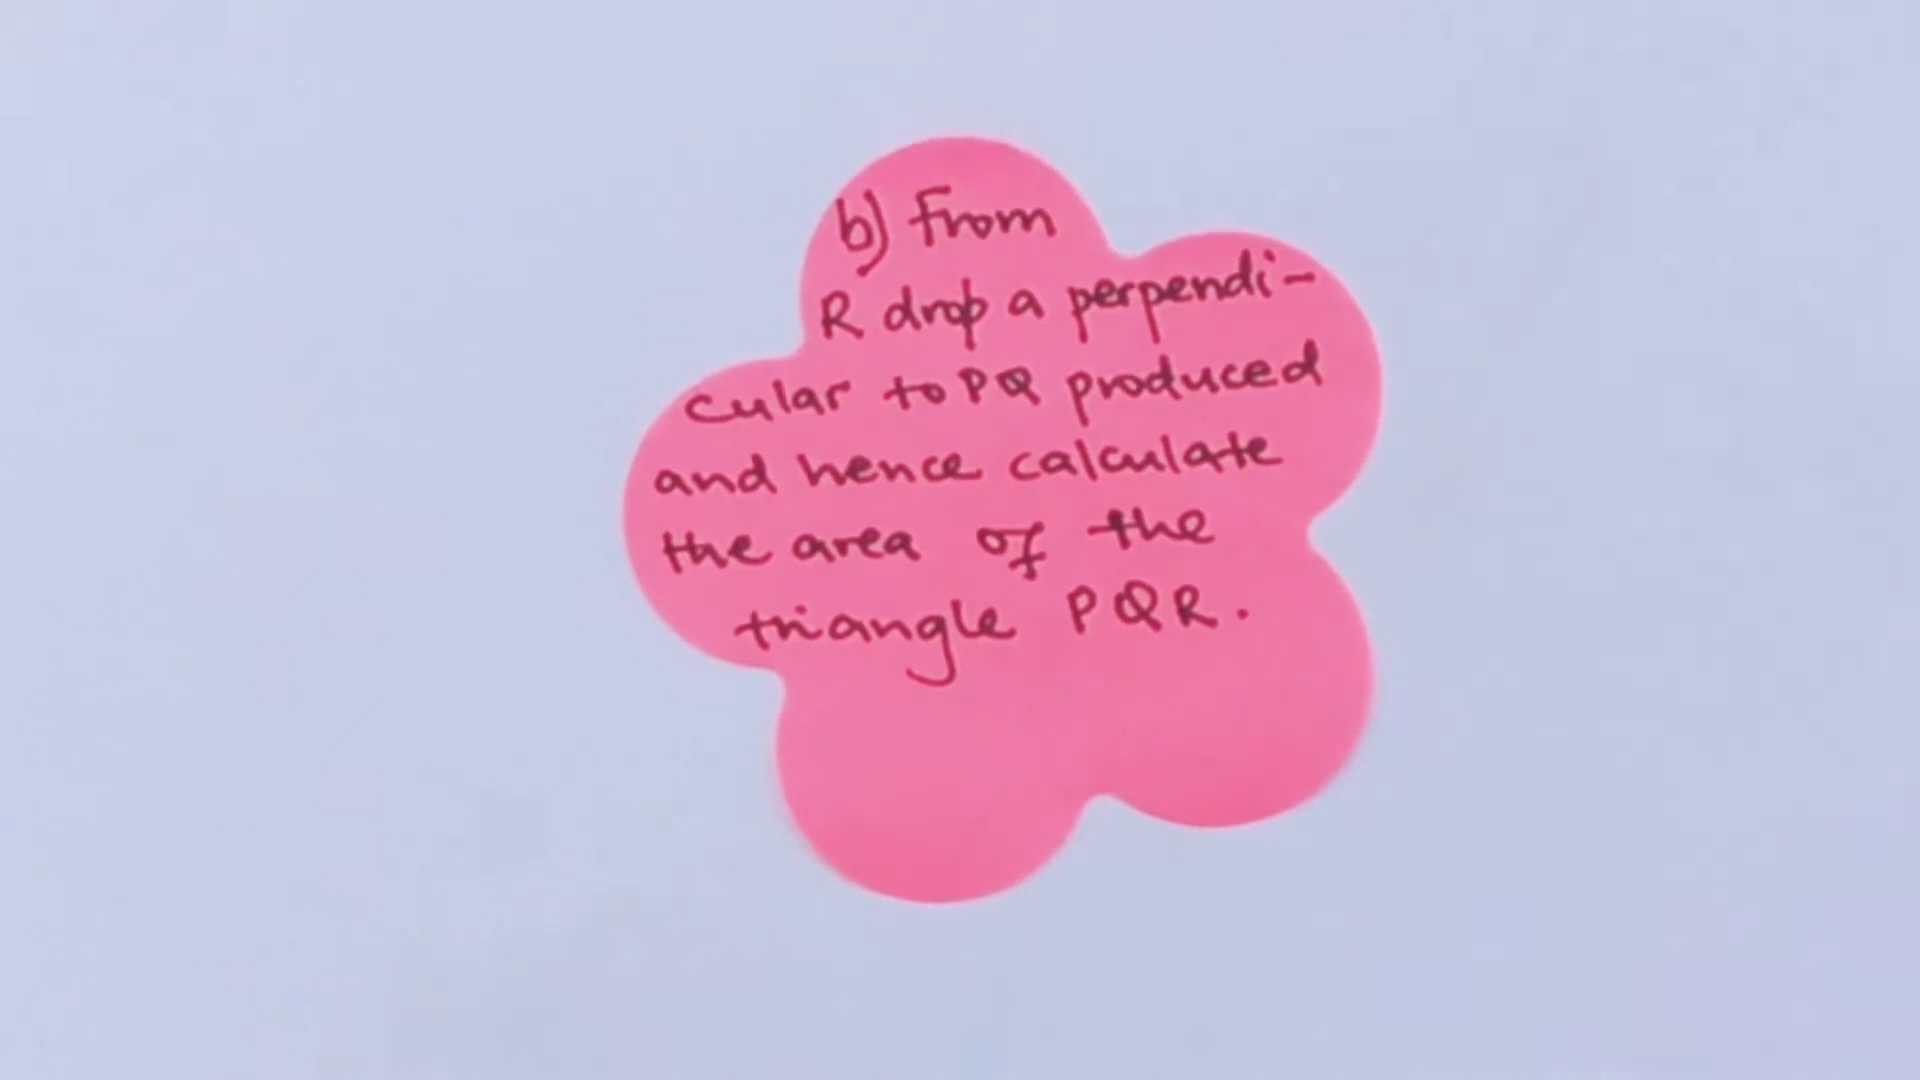 b) From
R drop a perpendi-
cular to PQ produced
and hence calculate
the area of the
triangle PQR.